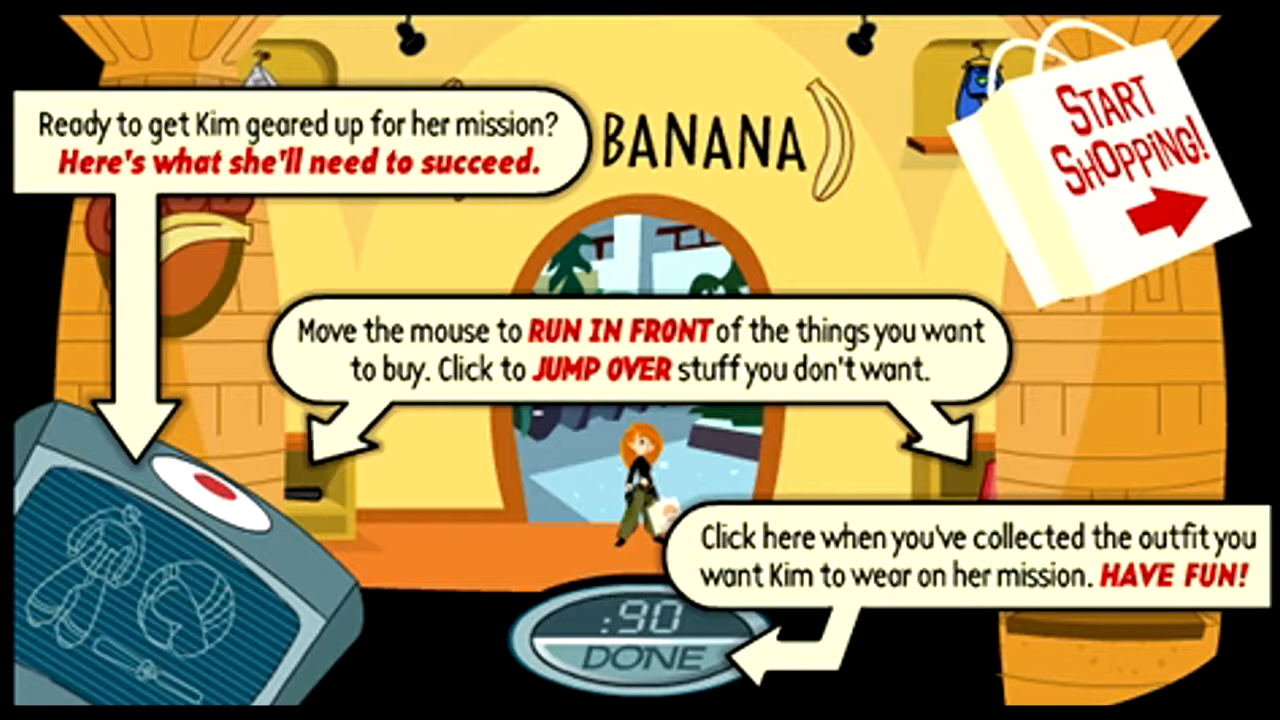 Ready to get Kim geared up for her mission?
Here's what she'll need to succeed.
BANANA
START
SHOPPING!
Move the mouse to RUN IN FRONT of the things you want
to buy. Click to JUMP OVER stuff you don't want.
Click here when you've collected the outfit you
want Kim to wear on her mission. HAVE FUN!
:90
DONE